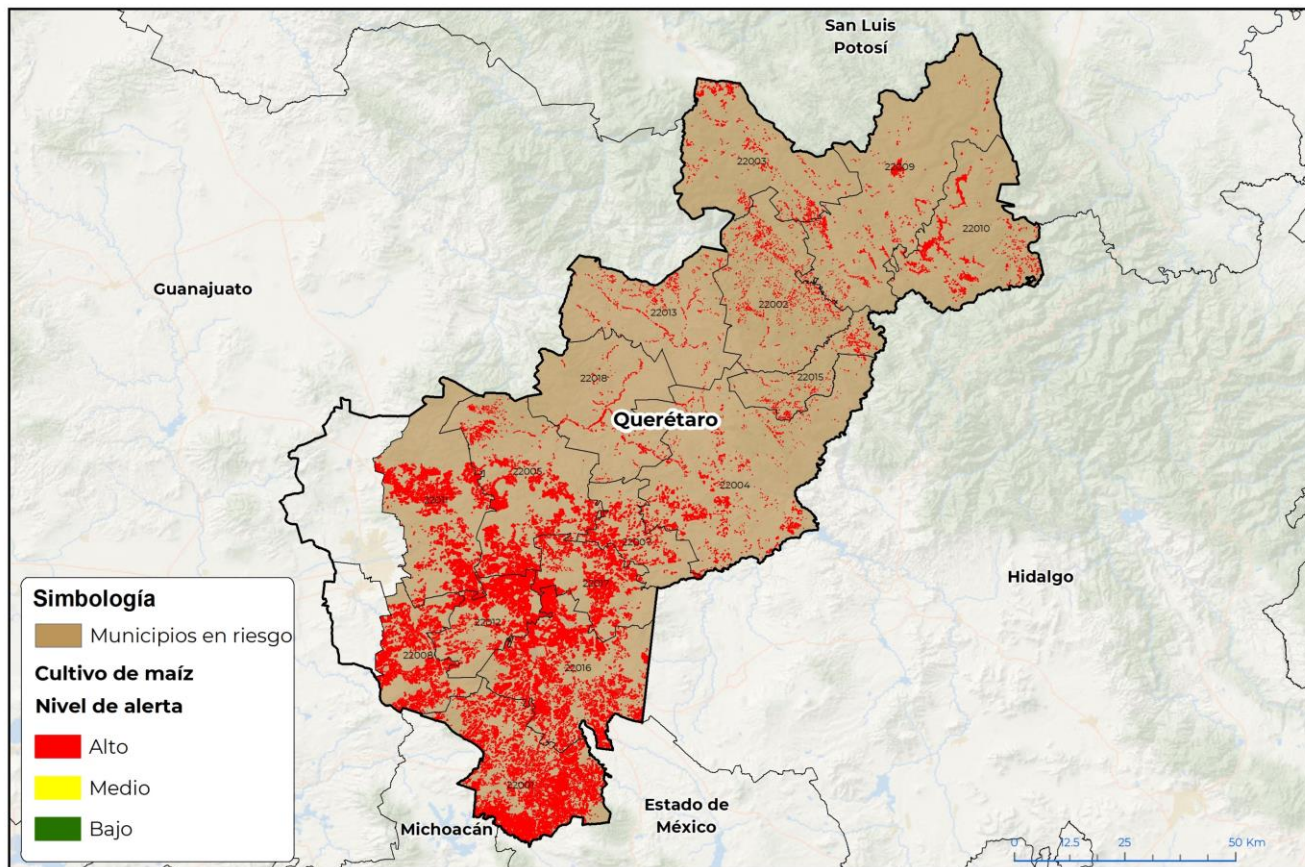 San Luis
Potosí
22003
22009
22010
Guanajuato
22002
22013
22018
22015
Querétaro
22005
22004
22011
Hidalgo
22012
22008
22016
Simbología
Municipios en riesgo
Cultivo de maíz
Nivel de alerta
Alto
Medio
Bajo
22001
Estado de
México
Michoacán
0 12.5 25 50 Km